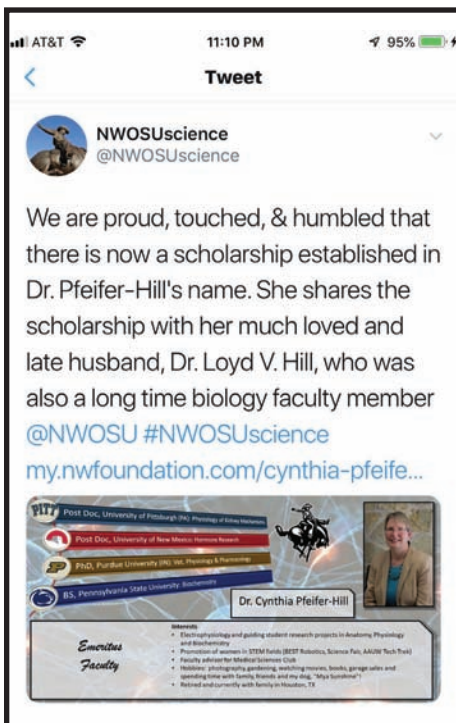 AT&T 11:10 PM 95%
Tweet
NWOSUscience
@NWOSUscience
We are proud, touched, & humbled that
there is now a scholarship established in
Dr. Pfeifer-Hill's name. She shares the
scholarship with her much loved and
late husband, Dr. Loyd V. Hill, who was
also a long time biology faculty member
@NWOSU #NWOSUscience
my.nwfoundation.com/cynthia-pfeife...
PITT Post Doc, University of Pittsburgh (PA): Physiology of Kidney Mechanisms
Post Doc, University of New Mexico: Hormone Research
P PhD, Purdue University (IN): Vet. Physiology & Pharmacology
BS, Pennsylvania State University: Biochemistry
Dr. Cynthia Pfeifer-Hill
Emeritus
Faculty
Interests
• Electrophysiology and guiding student research projects in Anatomy, Physiology
and Biochemistry
• Promotion of women in STEM fields (BEST Robotics, Science Fair, AAUW Tech Trek)
• Faculty adviser for Medical Sciences Club
• Hobbies: photography, gardening, watching movies, books, garage sales and
spending time with family, friends and my dog, "Mya Sunshine"!
• Retired and currently with family in Houston, TX